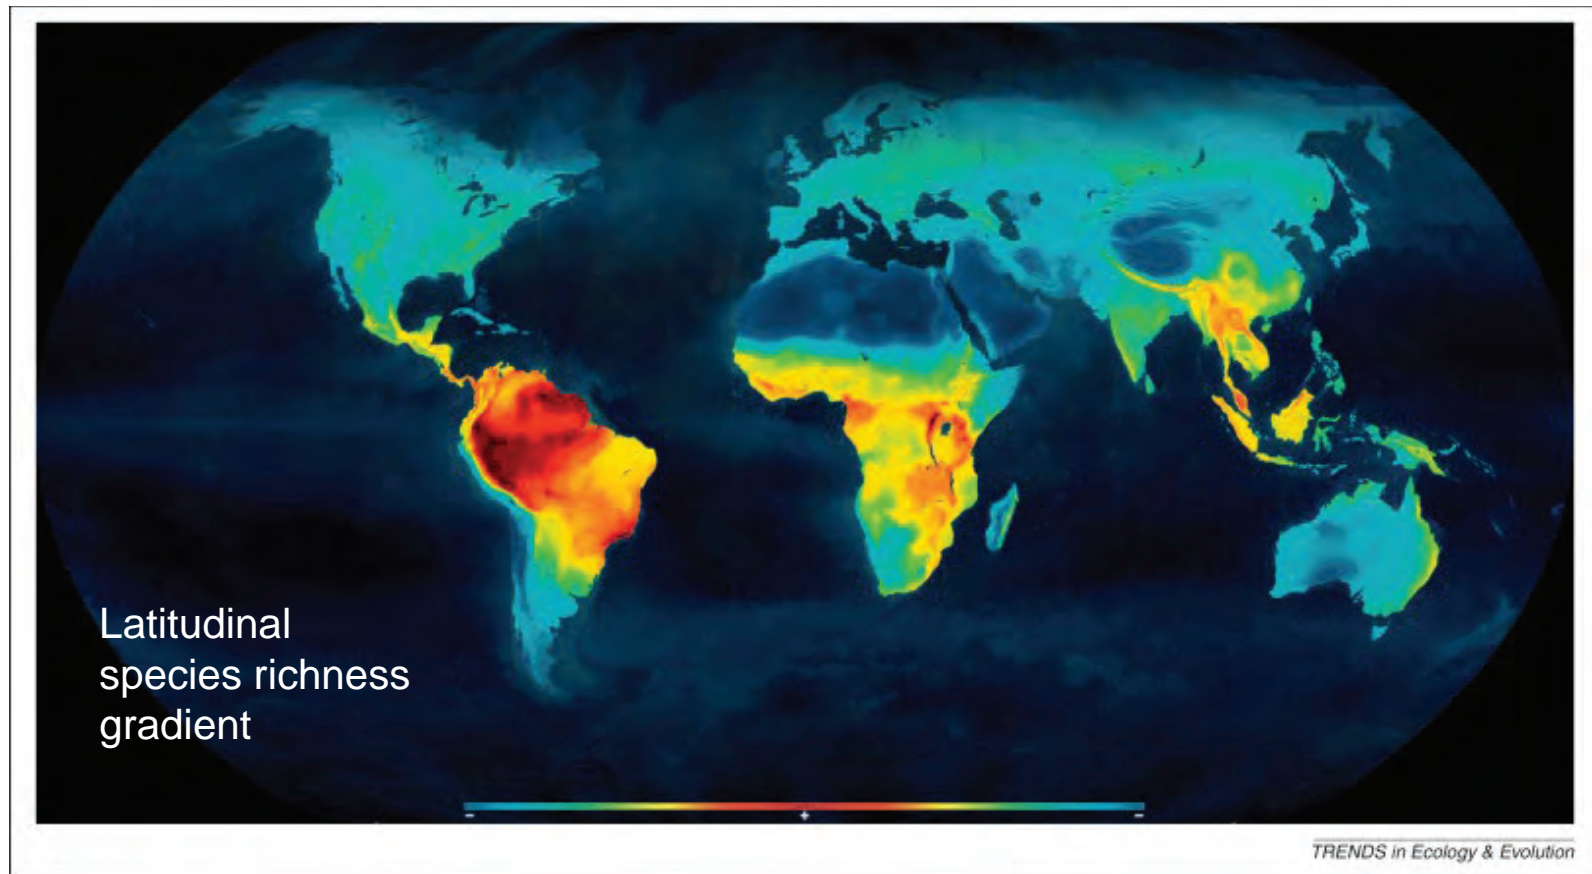 Latitudinal
species richness
gradient
- + -
TRENDS in Ecology & Evolution